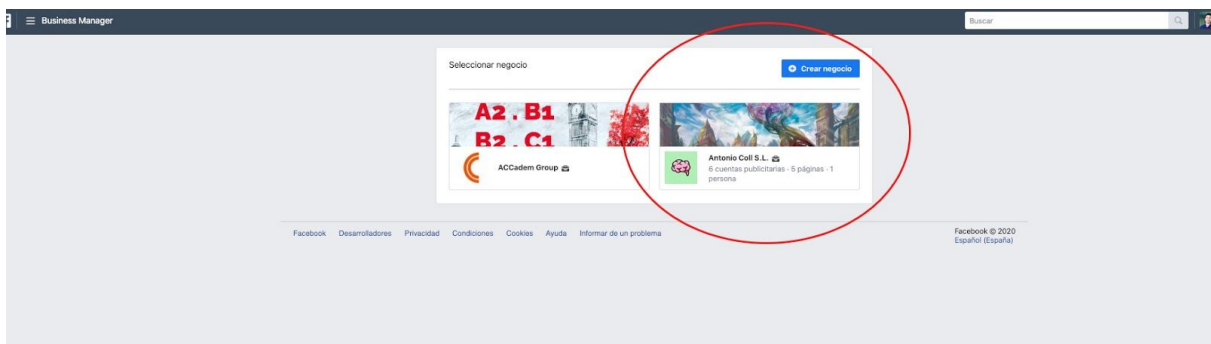 Business Manager
Buscar
Seleccionar negocio
Crear negocio
A2 . B1
B2 . C1
ACCadem Group
Antonio Coll S.L.
6 cuentas publicitarias · 5 páginas · 1
persona
Facebook Desarrolladores Privacidad Condiciones Cookies Ayuda Informar de un problema
Facebook © 2020
Español (España)